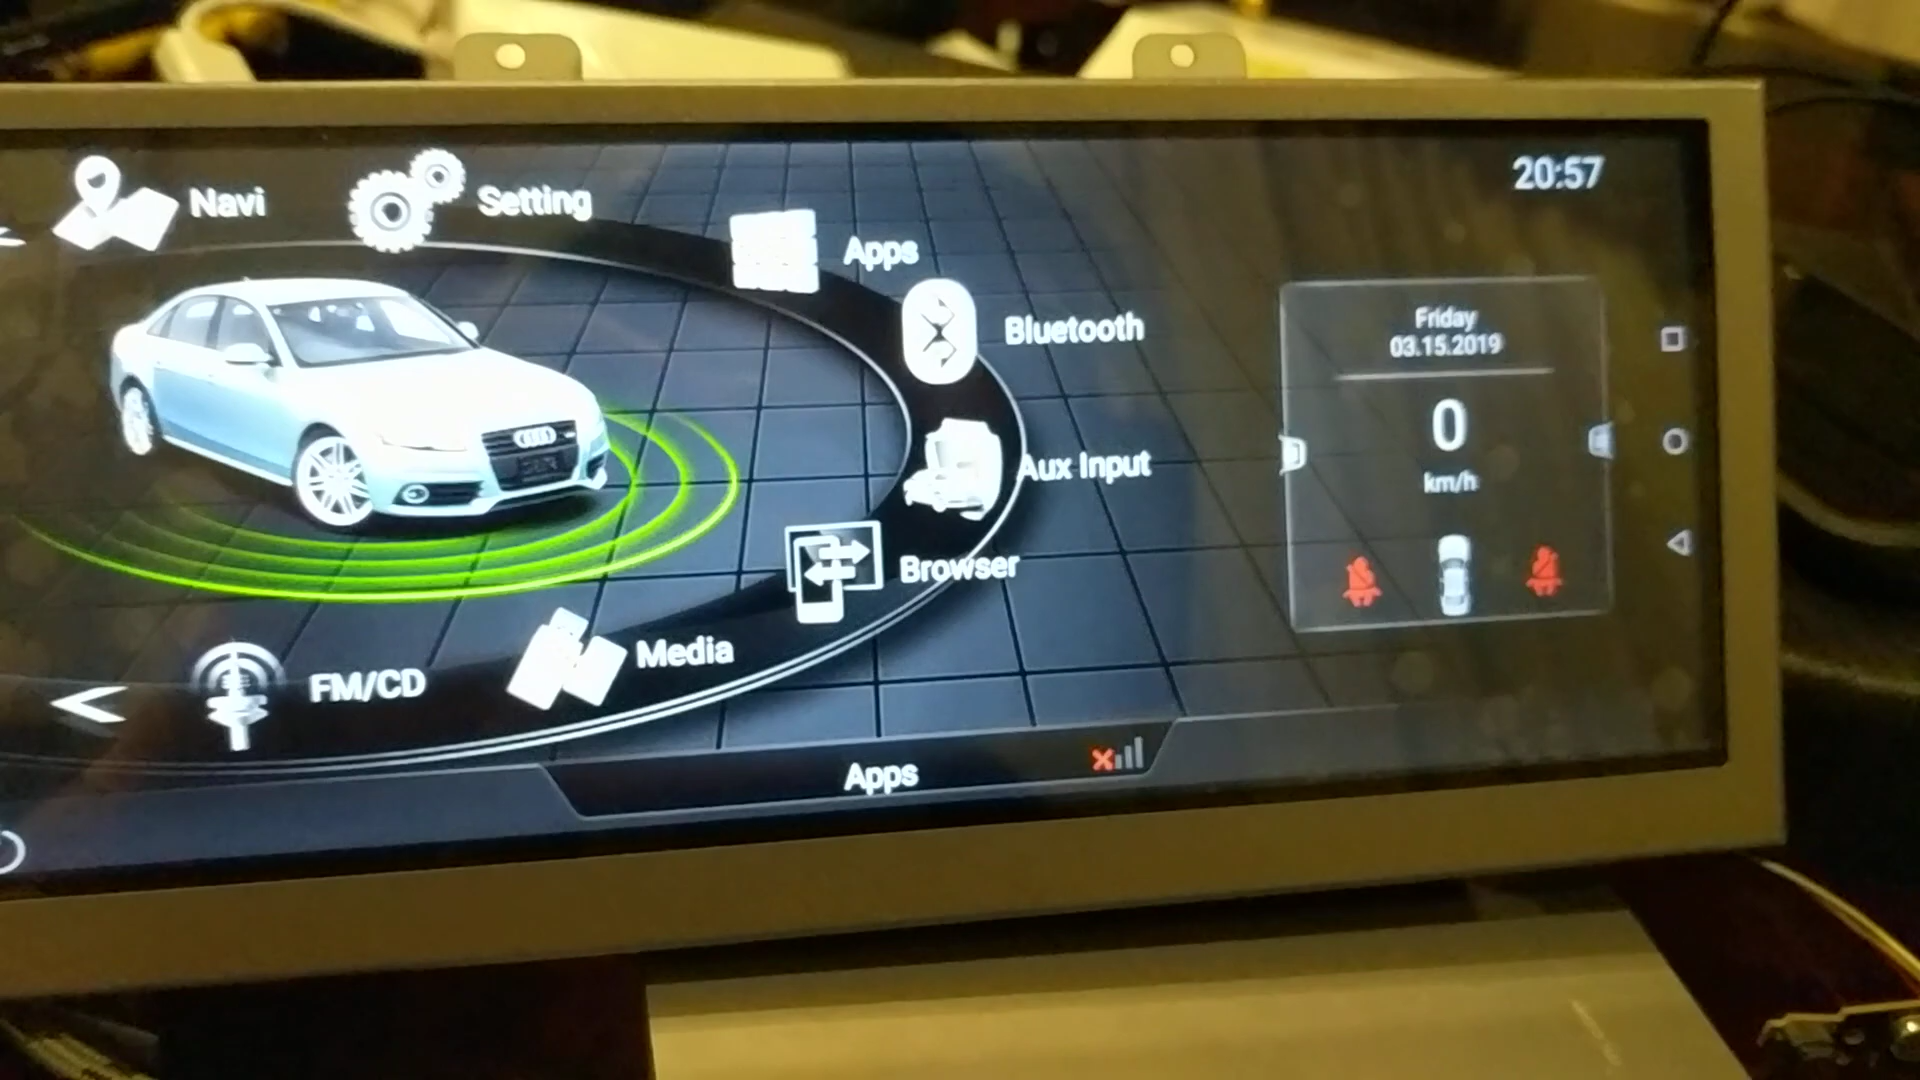 Navi
Setting
20:57
Apps
Bluetooth
Friday
03.15.2019
0
km/h
Aux Input
Browser
Media
FM/CD
Apps